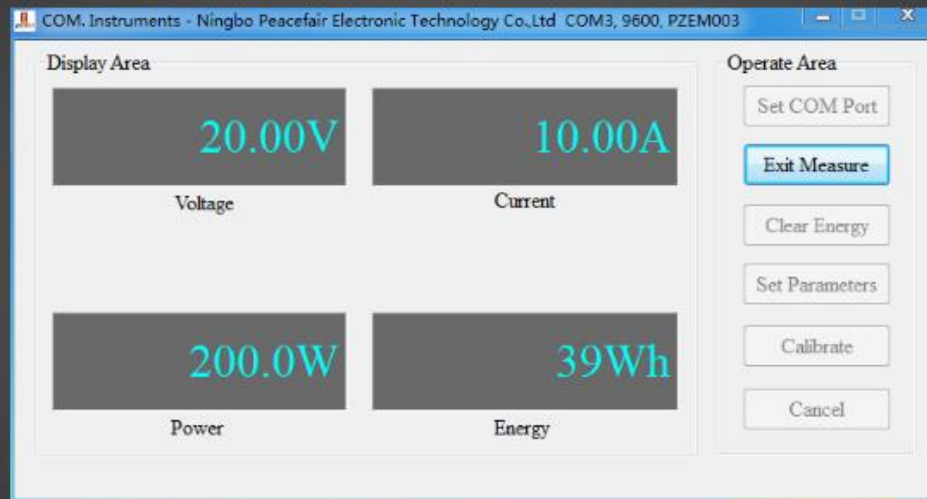 COM. Instruments - Ningbo Peacefair Electronic Technology Co.,Ltd COM3, 9600, PZEM003
Display Area
20.00V
10.00A
Voltage
Current
200.0W
39Wh
Power
Energy
Operate Area
Set COM Port
Exit Measure
Clear Energy
Set Parameters
Calibrate
Cancel